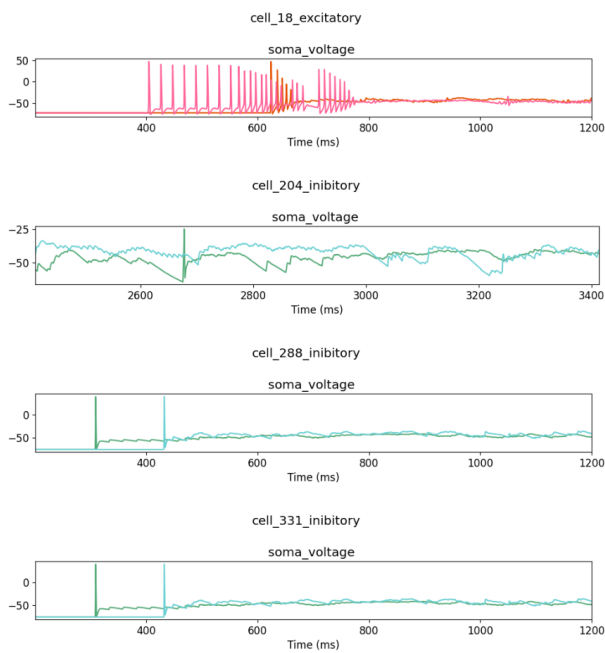 cell_18_excitatory
soma_voltage
50
0
−50
400 600 800 1000 1200
Time (ms)
cell_204_inibitory
soma_voltage
−25
−50
2600 2800 3000 3200 3400
Time (ms)
cell_288_inibitory
soma_voltage
0
−50
400 600 800 1000 1200
Time (ms)
cell_331_inibitory
soma_voltage
0
−50
400 600 800 1000 1200
Time (ms)